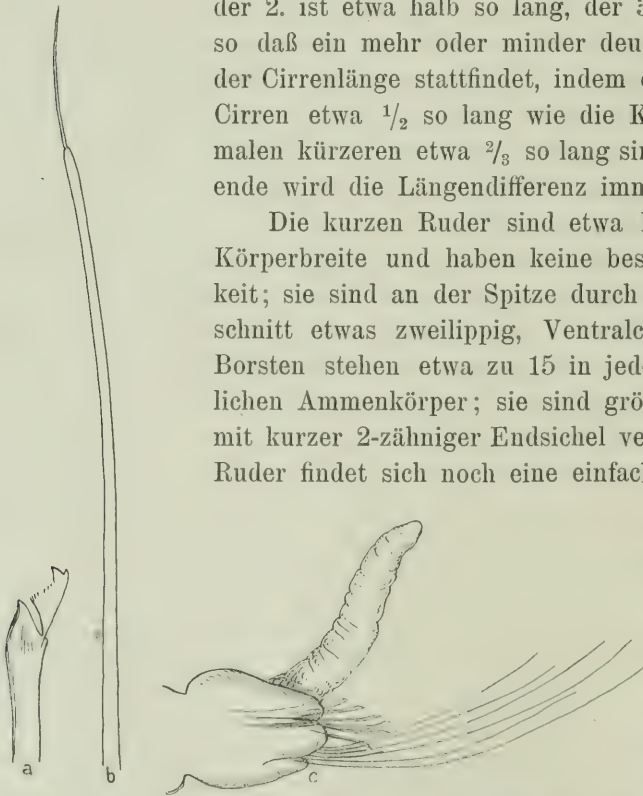 der 2. ist etwa halb so lang, der
so daß ein mehr oder minder deu
der Cirrenlänge stattfindet, indem
Cirren etwa ¹/₂ so lang wie die K
malen kürzeren etwa ²/₃ so lang sin
ende wird die Längendifferenz imm
Die kurzen Ruder sind etwa
Körperbreite und haben keine bes
keit; sie sind an der Spitze durch
schnitt etwas zweilippig, Ventralc
Borsten stehen etwa zu 15 in jed
lichen Ammenkörper; sie sind grö
mit kurzer 2-zähniger Endsichel ve
Ruder findet sich noch eine einfac
a b c